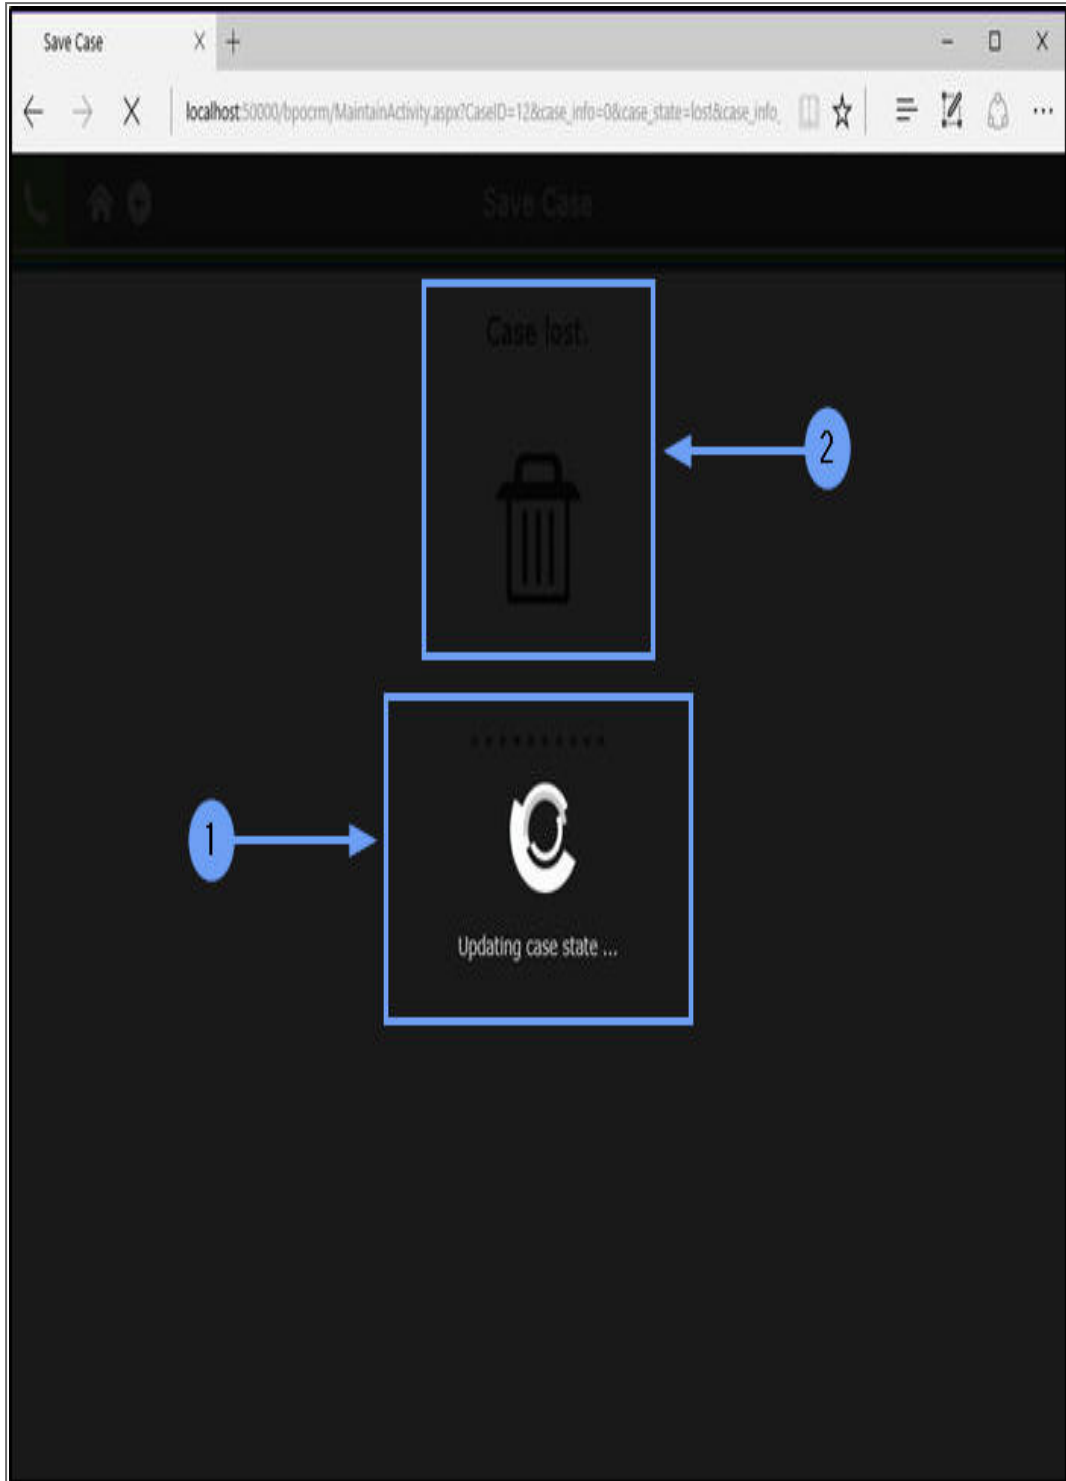 Save Case
localhost:50000/bpocrm/MaintainActivity.aspx?CaseID=12&case_info=0&case_state=lost&case_info_
Save Case
Case lost.
2
1
Updating case state ...